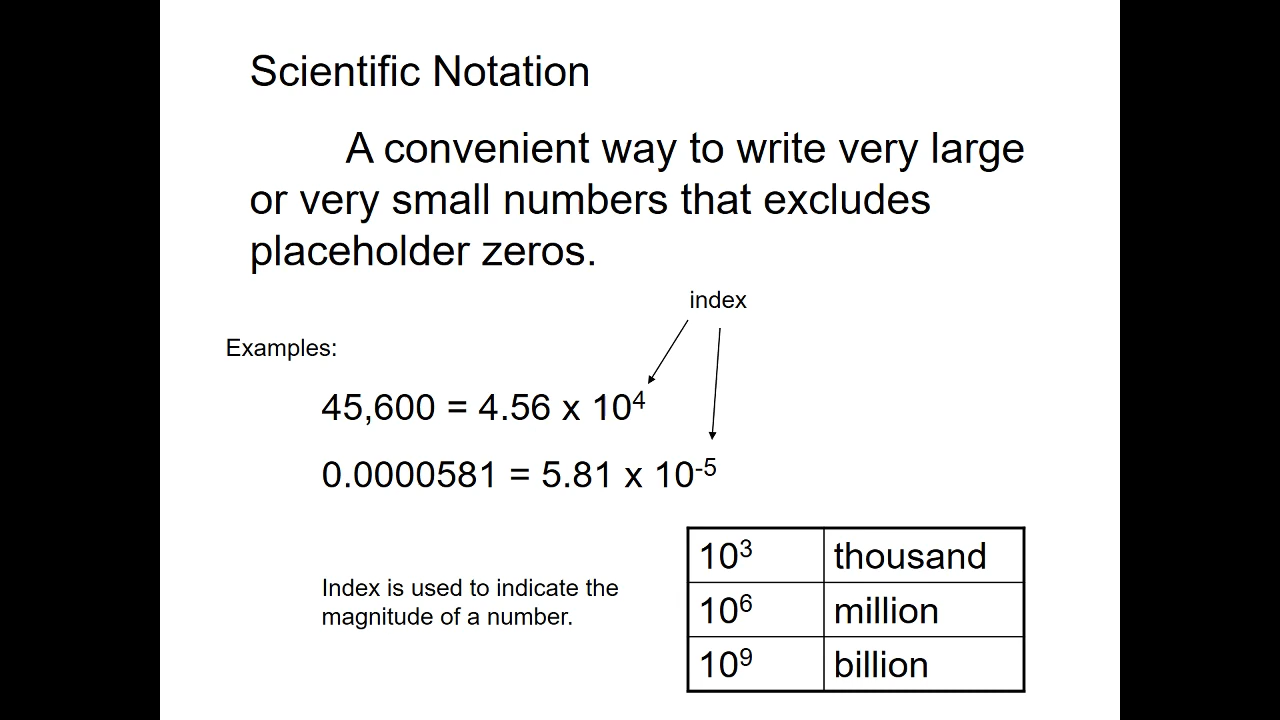 Scientific Notation
A convenient way to write very large
or very small numbers that excludes
placeholder zeros.
index
Examples:
45,600 = 4.56 x 10⁴
0.0000581 = 5.81 x 10⁻⁵
Index is used to indicate the
magnitude of a number.
10³ thousand
10⁶ million
10⁹ billion